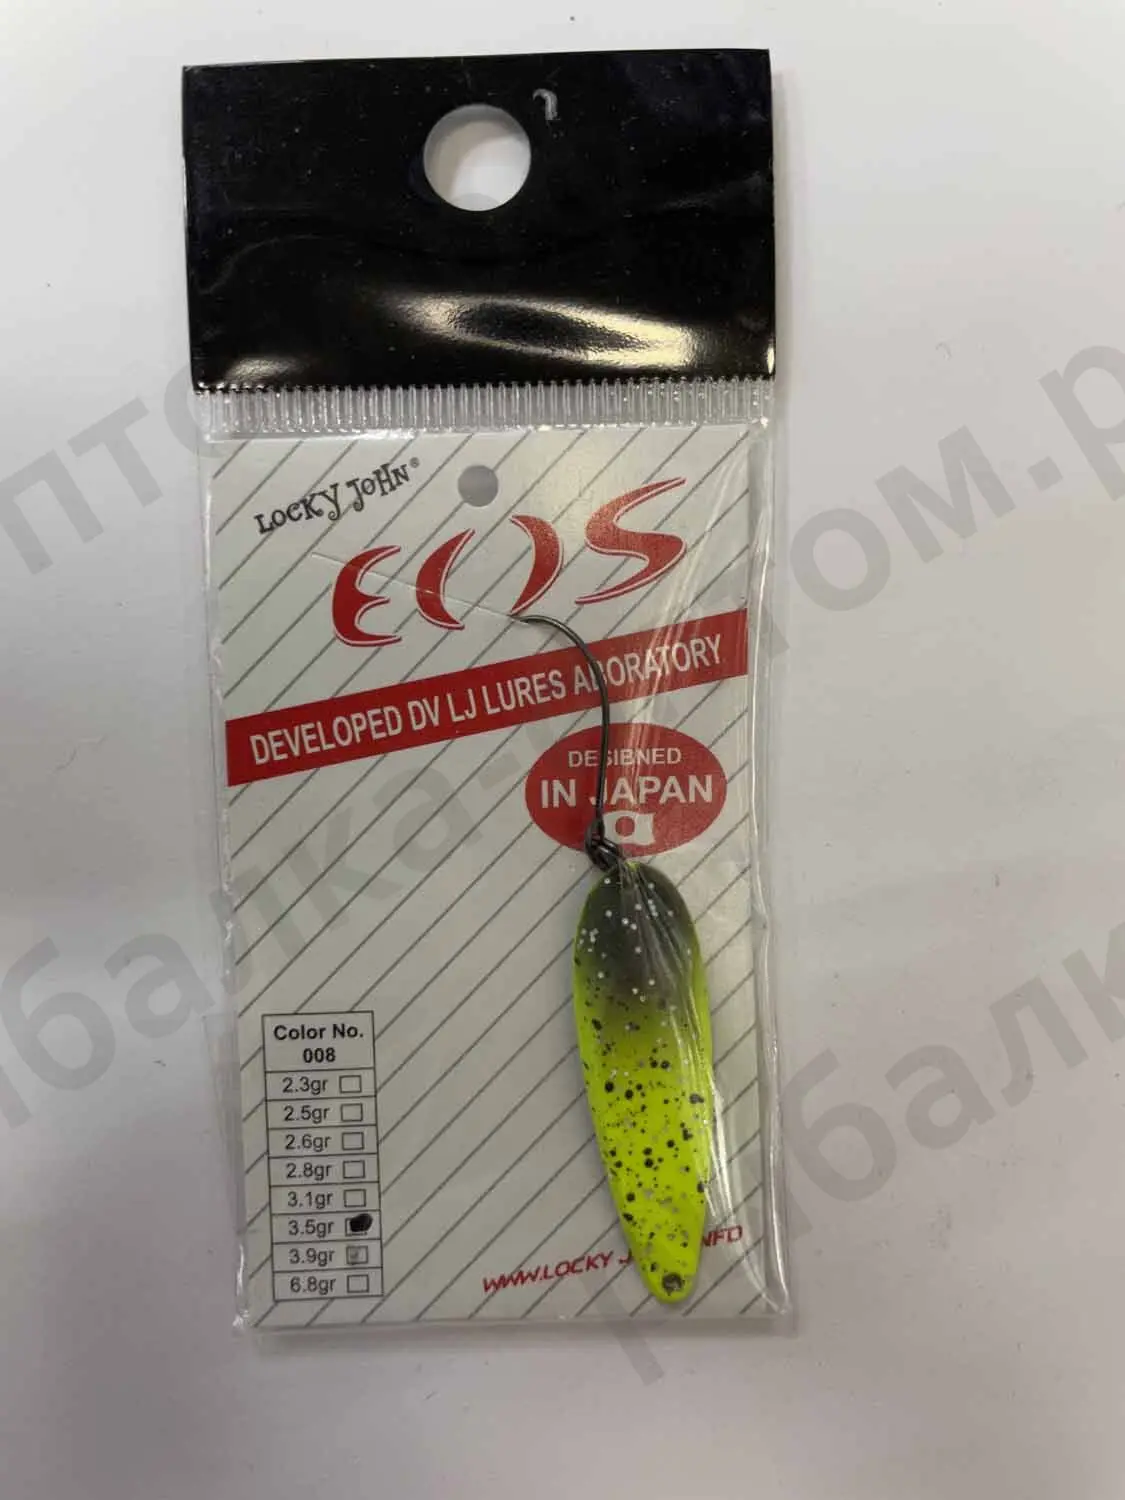 LOCKY JOHN®
EOS
DEVELOPED DV LJ LURES ABORATORY
DESIBNED
IN JAPAN
Color No.
008
2.3gr
2.5gr
2.6gr
2.8gr
3.1gr
3.5gr
3.9gr
6.8gr
WWW.LOCKY